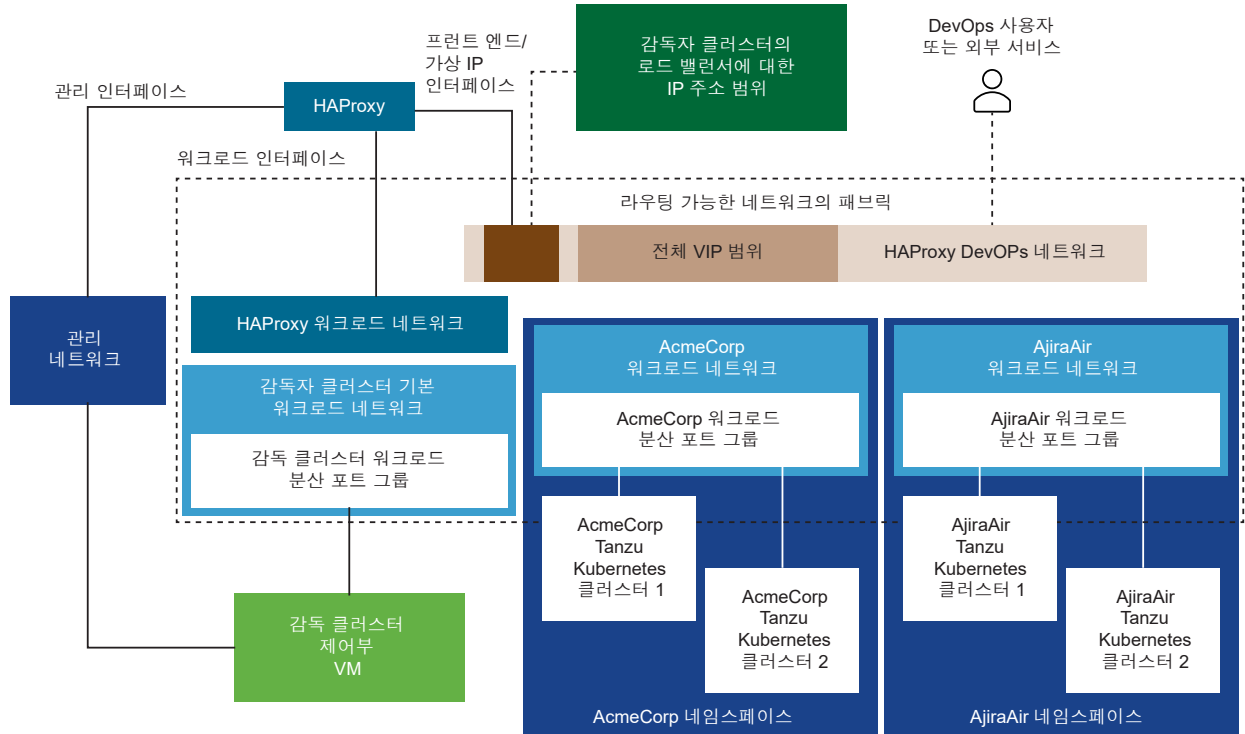 프런트 엔드/
가상 IP
인터페이스
감독자 클러스터의
로드 밸런서에 대한
IP 주소 범위
DevOps 사용자
또는 외부 서비스
관리 인터페이스
HAProxy
워크로드 인터페이스
라우팅 가능한 네트워크의 패브릭
전체 VIP 범위
HAProxy DevOPs 네트워크
관리
네트워크
HAProxy 워크로드 네트워크
감독자 클러스터 기본
워크로드 네트워크
감독 클러스터 워크로드
분산 포트 그룹
감독 클러스터
제어부
VM
AcmeCorp
워크로드 네트워크
AcmeCorp 워크로드
분산 포트 그룹
AcmeCorp
Tanzu
Kubernetes
클러스터 1
AcmeCorp
Tanzu
Kubernetes
클러스터 2
AcmeCorp 네임스페이스
AjiraAir
워크로드 네트워크
AjiraAir 워크로드
분산 포트 그룹
AjiraAir
Tanzu
Kubernetes
클러스터 1
AjiraAir
Tanzu
Kubernetes
클러스터 2
AjiraAir 네임스페이스